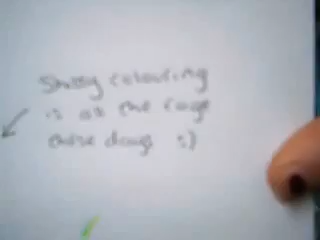 Shitty colouring
is all the rage
these days :)